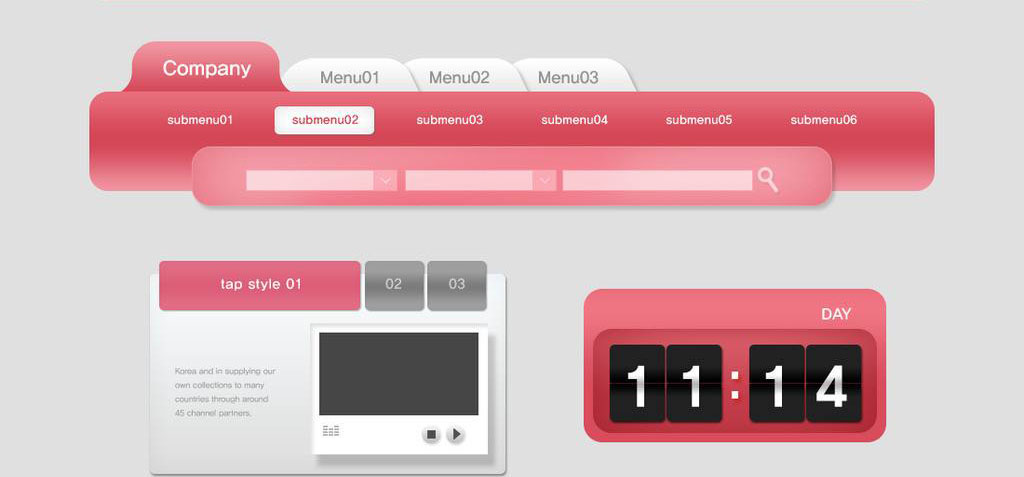 Company
Menu01
Menu02
Menu03
submenu01
submenu02
submenu03
submenu04
submenu05
submenu06
tap style 01
02
03
Korea and in supplying our
own collections to many
countries through around
45 channel partners.
DAY
11:14